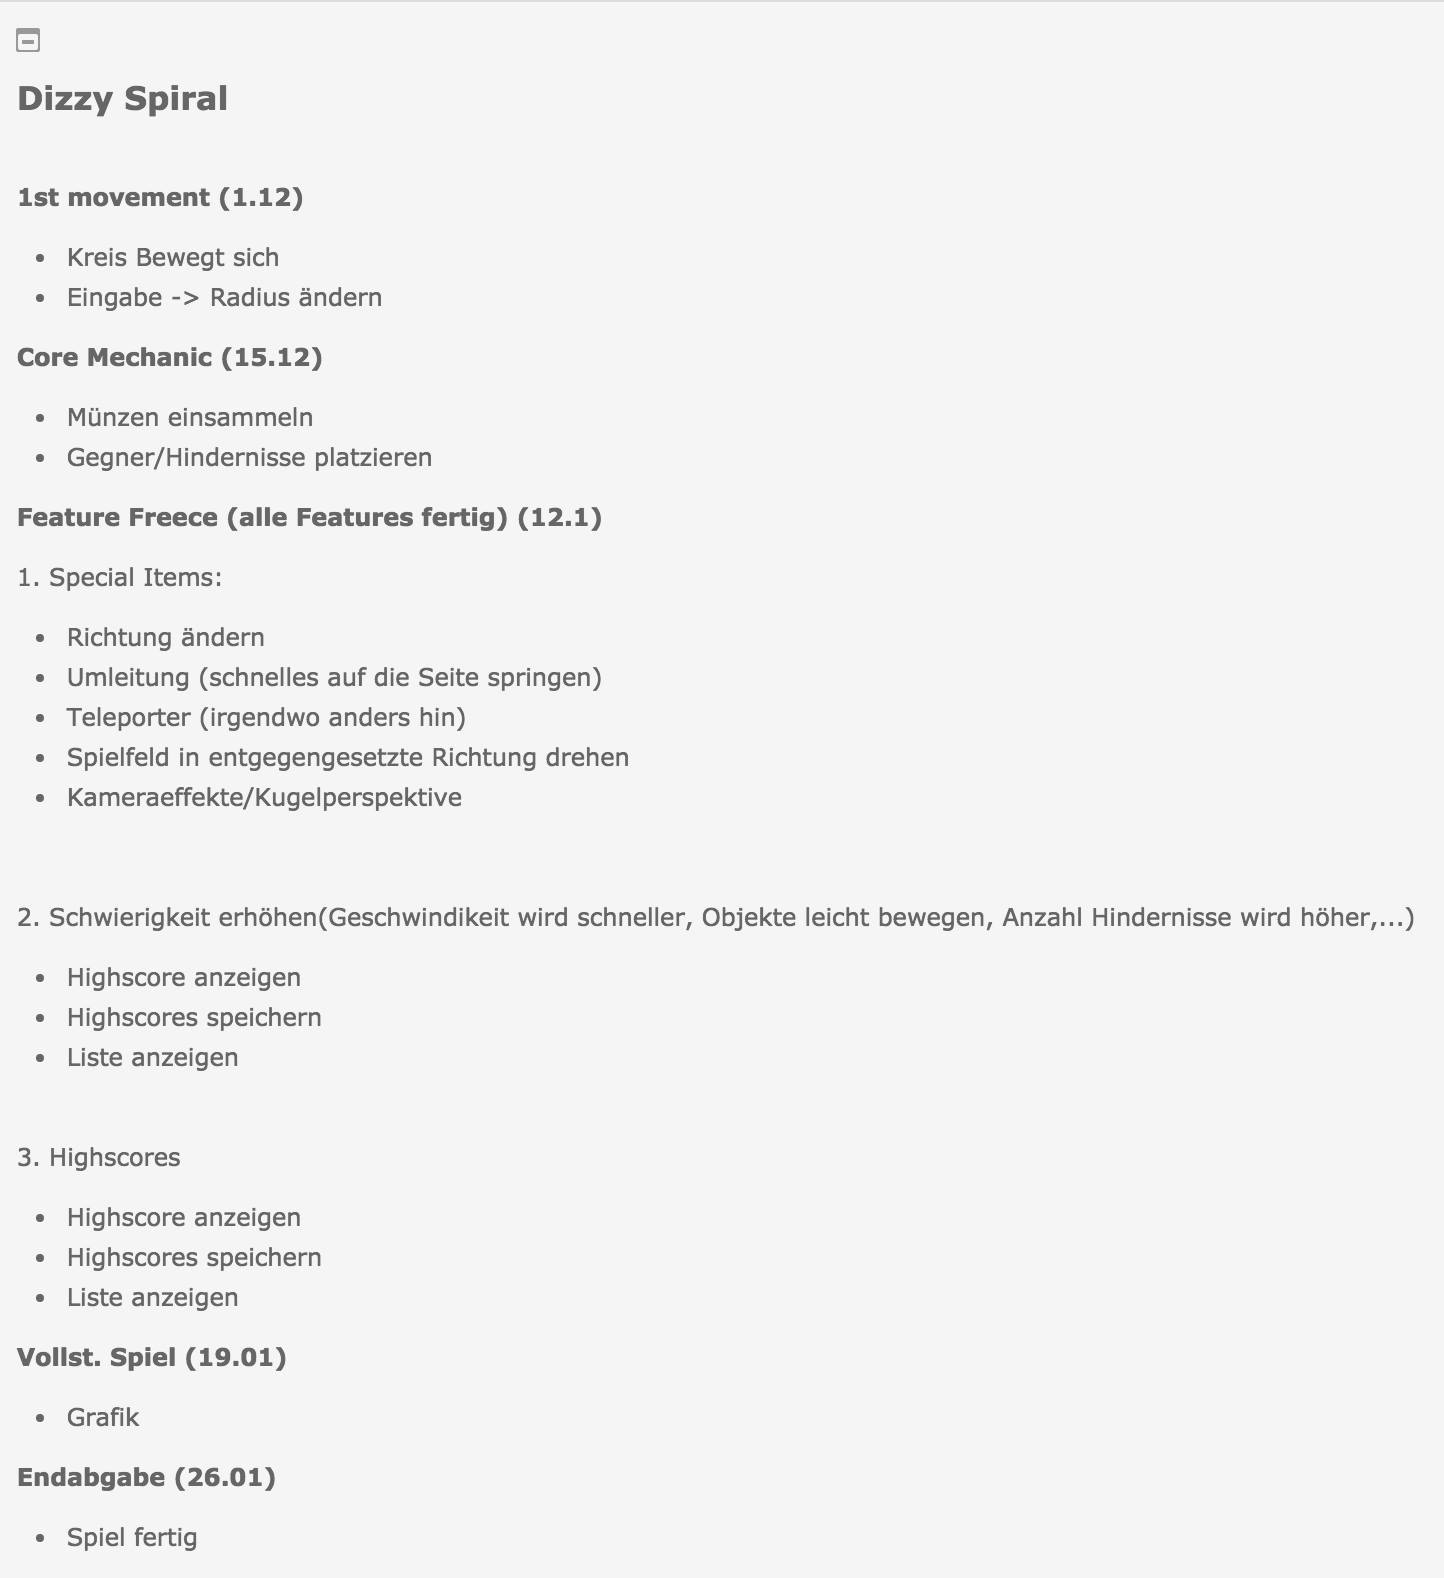 Dizzy Spiral
1st movement (1.12)
• Kreis Bewegt sich
• Eingabe -> Radius ändern
Core Mechanic (15.12)
• Münzen einsammeln
• Gegner/Hindernisse platzieren
Feature Freece (alle Features fertig) (12.1)
1. Special Items:
• Richtung ändern
• Umleitung (schnelles auf die Seite springen)
• Teleporter (irgendwo anders hin)
• Spielfeld in entgegengesetzte Richtung drehen
• Kameraeffekte/Kugelperspektive
2. Schwierigkeit erhöhen(Geschwindikeit wird schneller, Objekte leicht bewegen, Anzahl Hindernisse wird höher,...)
• Highscore anzeigen
• Highscores speichern
• Liste anzeigen
3. Highscores
• Highscore anzeigen
• Highscores speichern
• Liste anzeigen
Vollst. Spiel (19.01)
• Grafik
Endabgabe (26.01)
• Spiel fertig